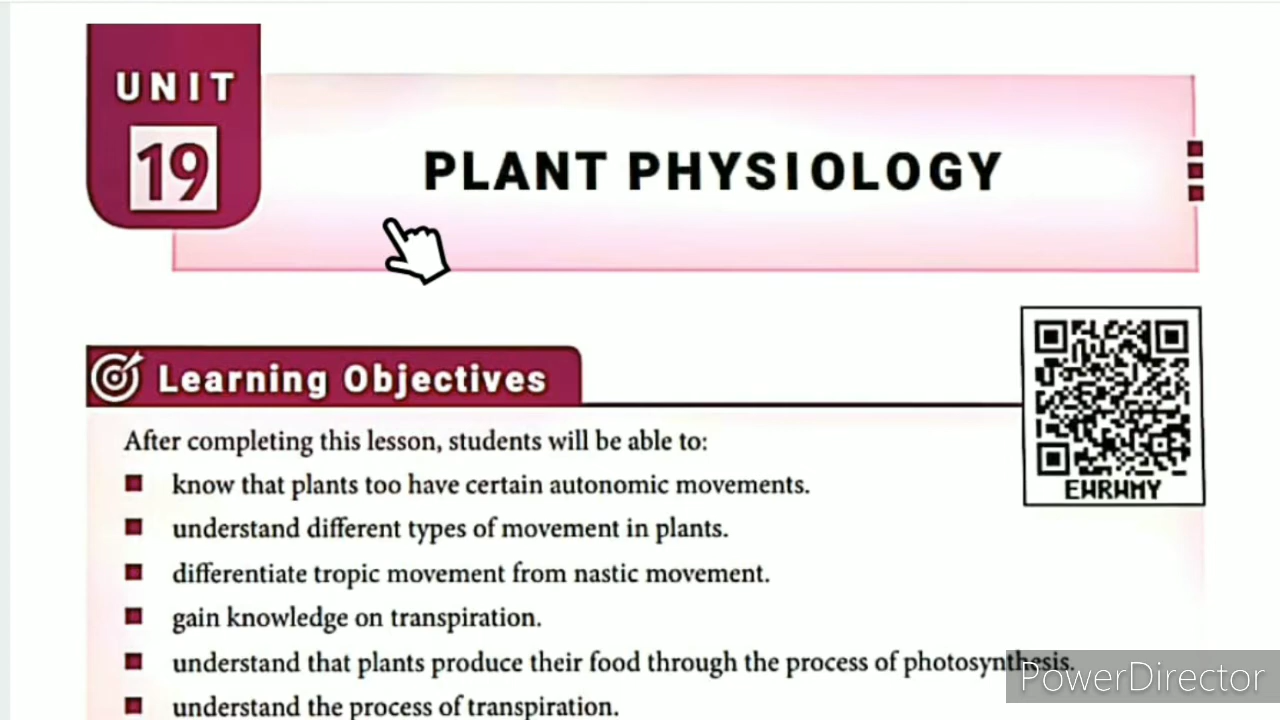 UNIT
19
PLANT PHYSIOLOGY
Learning Objectives
EWRWMY
After completing this lesson, students will be able to:
know that plants too have certain autonomic movements.
understand different types of movement in plants.
differentiate tropic movement from nastic movement.
gain knowledge on transpiration.
understand that plants produce their food through the process of photosynthesis.
understand the process of transpiration.
PowerDirector